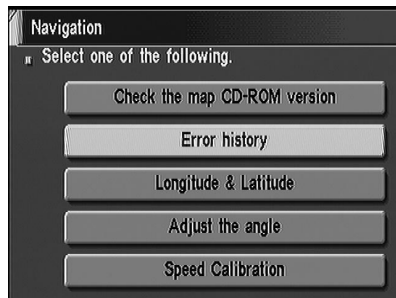 Navigation
Select one of the following.
Check the map CD-ROM version
Error history
Longitude & Latitude
Adjust the angle
Speed Calibration